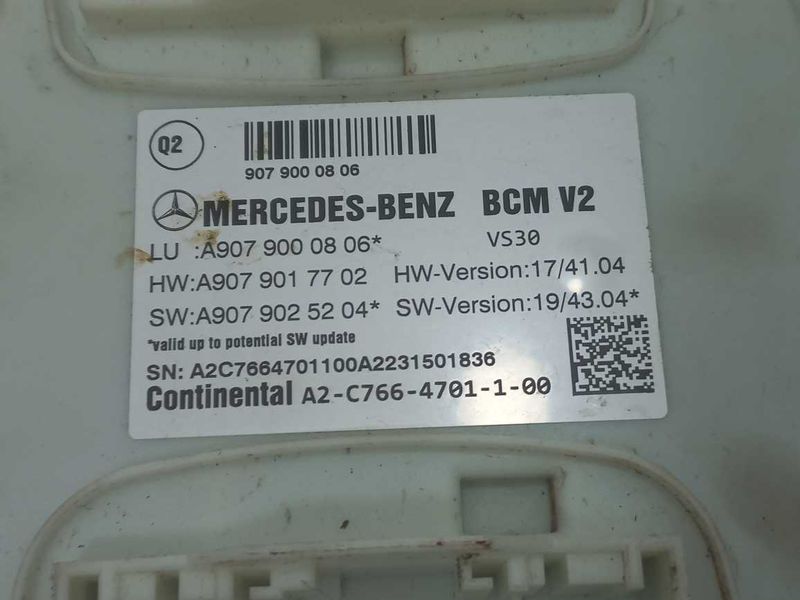 Q2
907 900 08 06
MERCEDES-BENZ BCM V2
LU :A907 900 08 06* VS30
HW:A907 901 77 02 HW-Version:17/41.04
SW:A907 902 52 04* SW-Version:19/43.04*
*valid up to potential SW update
SN: A2C7664701100A2231501836
Continental A2-C766-4701-1-00